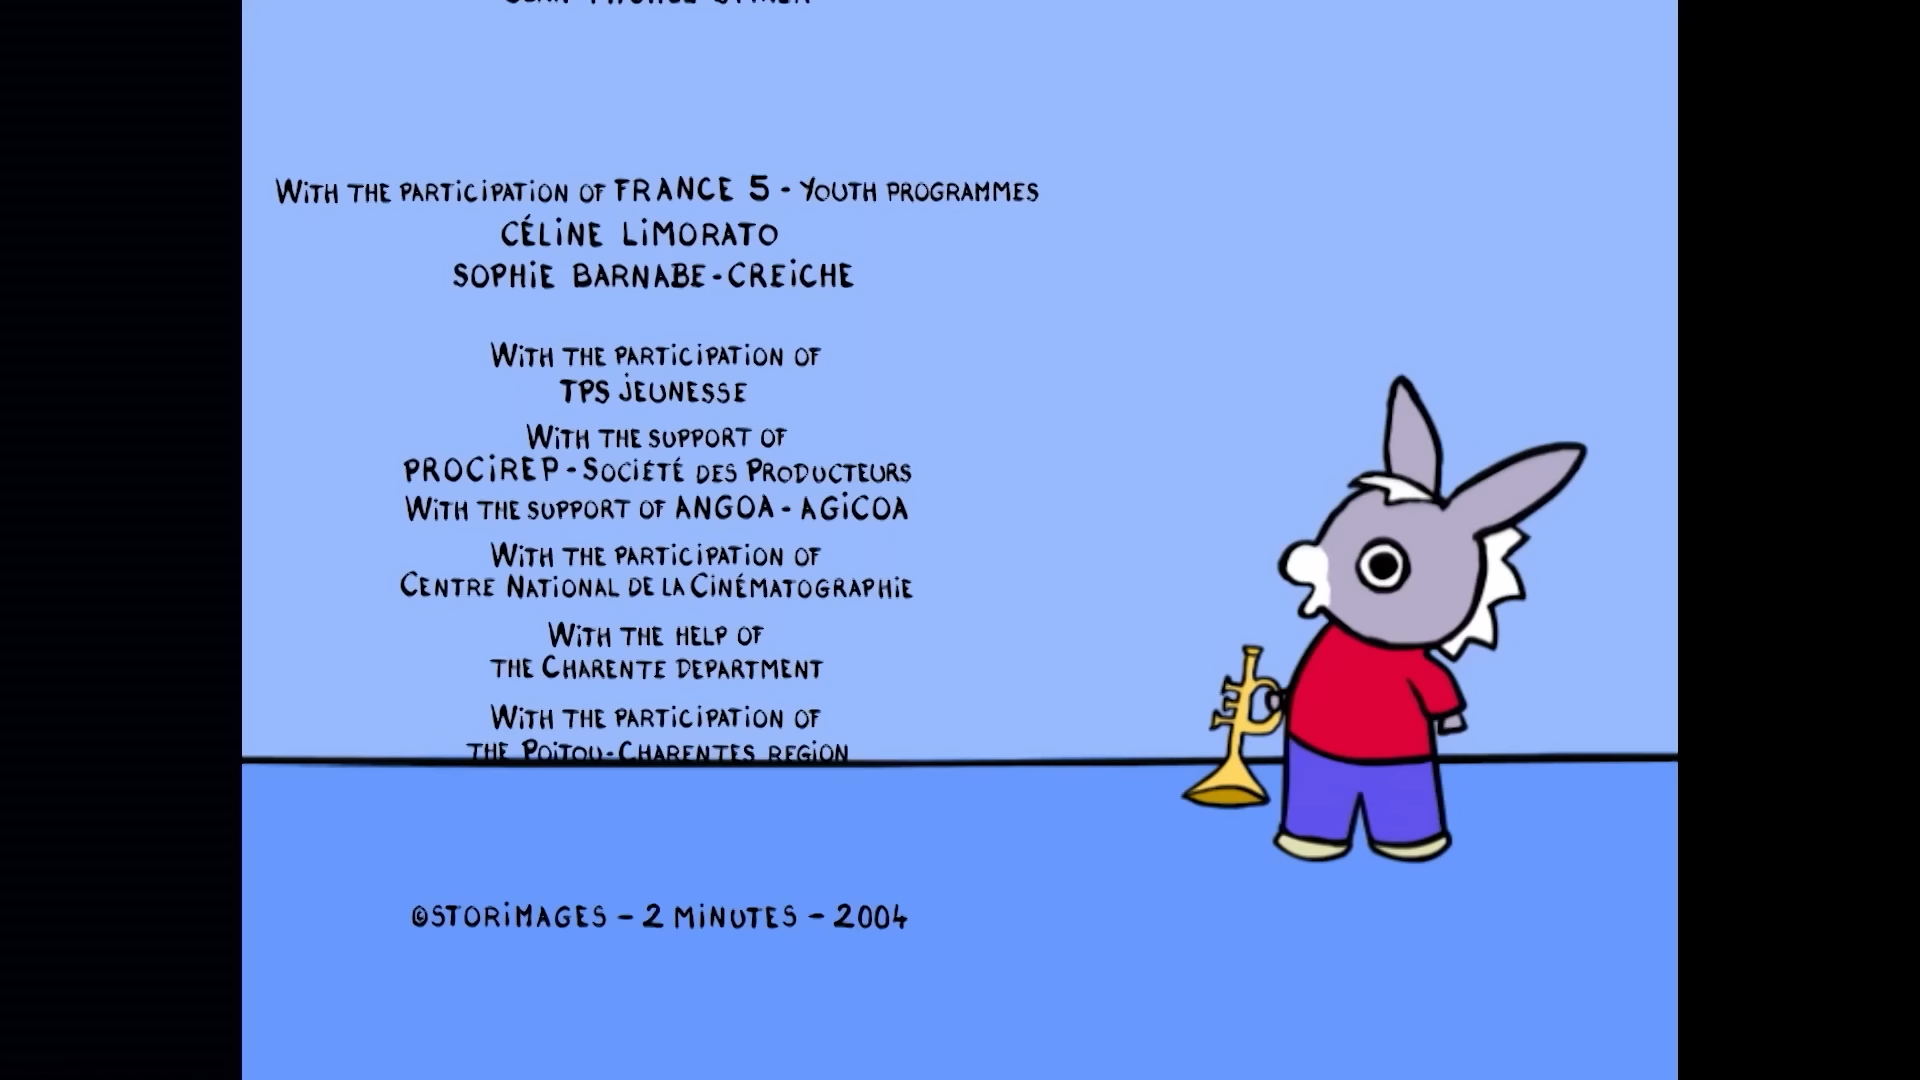 WiTH THE PARTiCiPATiON OF FRANCE 5 - YOUTH PROGRAMMES
CÉLiNE LiMORATO
SOPHiE BARNABE-CREiCHE
WiTH THE PARTiCiPATiON OF
TPS JEUNESSE
WiTH THE SUPPORT OF
PROCiREP - SOCiÉTÉ DES PRODUCTEURS
WiTH THE SUPPORT OF ANGOA - AGiCOA
WiTH THE PARTiCiPATiON OF
CENTRE NATiONAL DE LA CiNÉMATOGRAPHiE
WiTH THE HELP OF
THE CHARENTE DEPARTMENT
WiTH THE PARTiCiPATiON OF
THE POiTOU-CHARENTES REGiON
©STORiMAGES - 2 MiNUTES - 2004